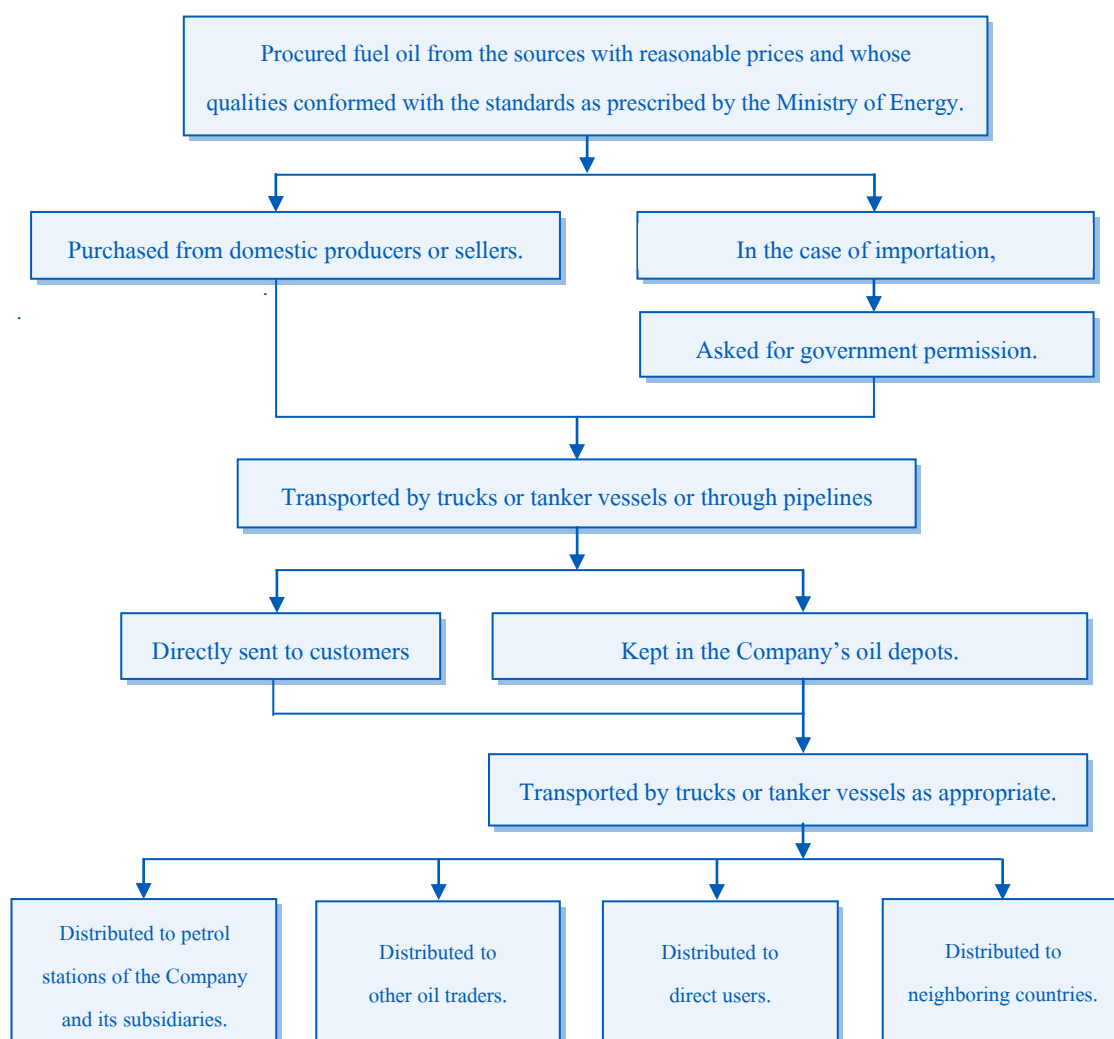 Procured fuel oil from the sources with reasonable prices and whose
qualities conformed with the standards as prescribed by the Ministry of Energy.
Purchased from domestic producers or sellers.
In the case of importation,
Asked for government permission.
Transported by trucks or tanker vessels or through pipelines
Directly sent to customers
Kept in the Company’s oil depots.
Transported by trucks or tanker vessels as appropriate.
Distributed to petrol
stations of the Company
and its subsidiaries.
Distributed to
other oil traders.
Distributed to
direct users.
Distributed to
neighboring countries.